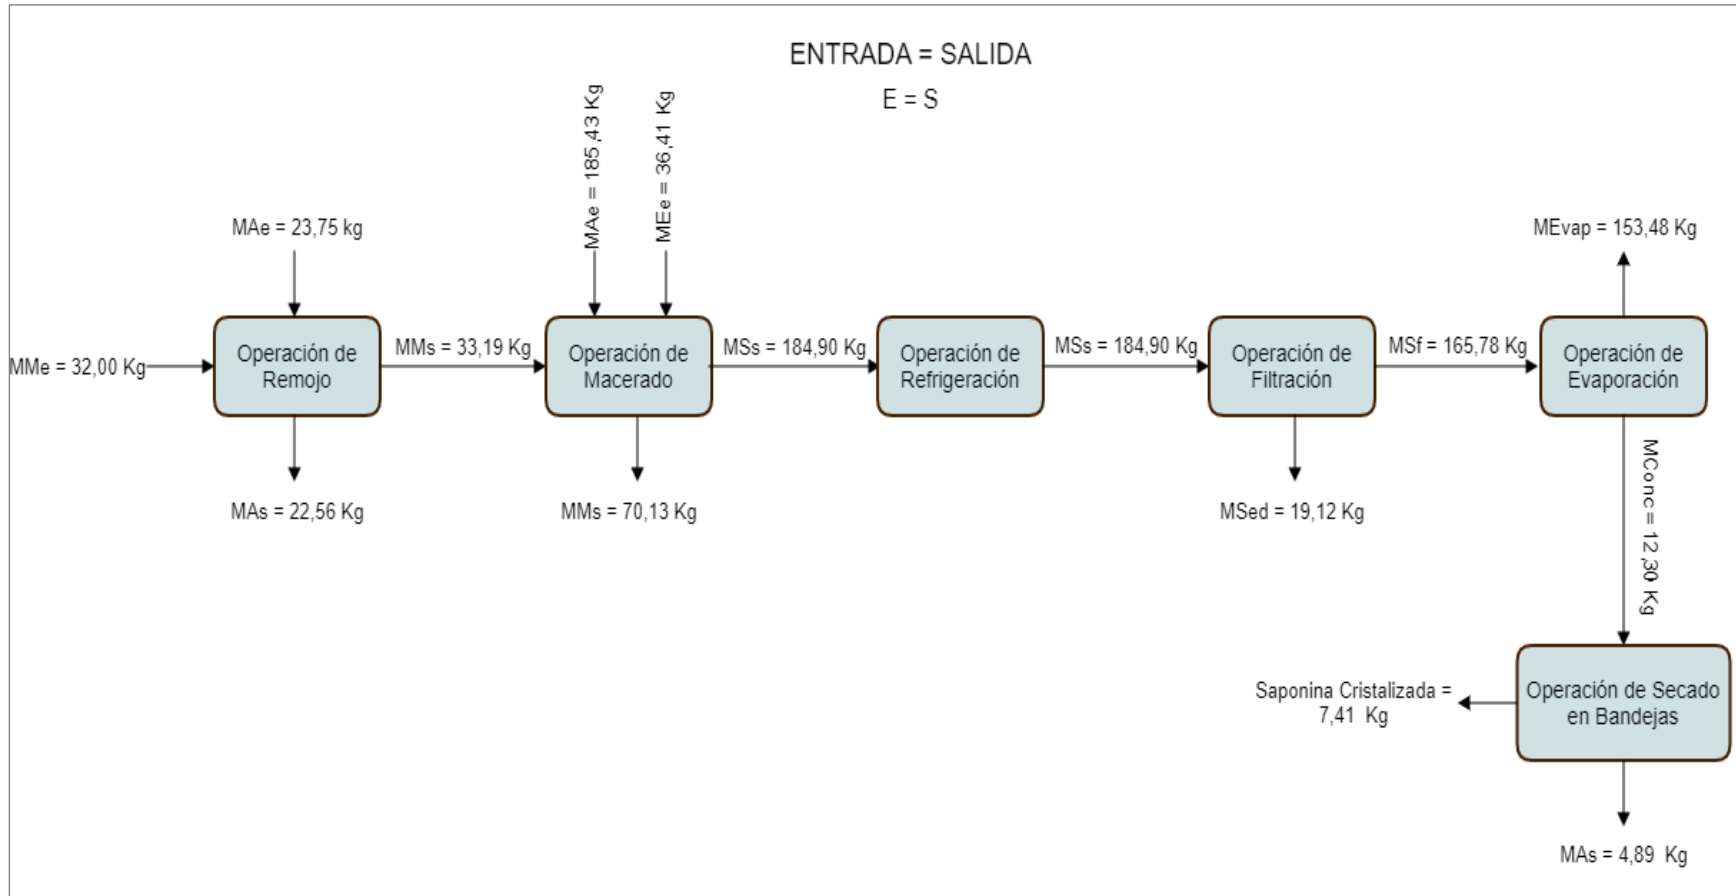 ENTRADA = SALIDA
E = S
MAe = 23,75 kg
MAe = 185,43 Kg
MEe = 36,41 Kg
MEvap = 153,48 Kg
MMe = 32,00 Kg
Operación de
Remojo
MMs = 33,19 Kg
Operación de
Macerado
MSs = 184,90 Kg
Operación de
Refrigeración
MSs = 184,90 Kg
Operación de
Filtración
MSf = 165,78 Kg
Operación de
Evaporación
MAs = 22,56 Kg
MMs = 70,13 Kg
MSed = 19,12 Kg
MConc = 12,30 Kg
Saponina Cristalizada =
7,41 Kg
Operación de Secado
en Bandejas
MAs = 4,89 Kg